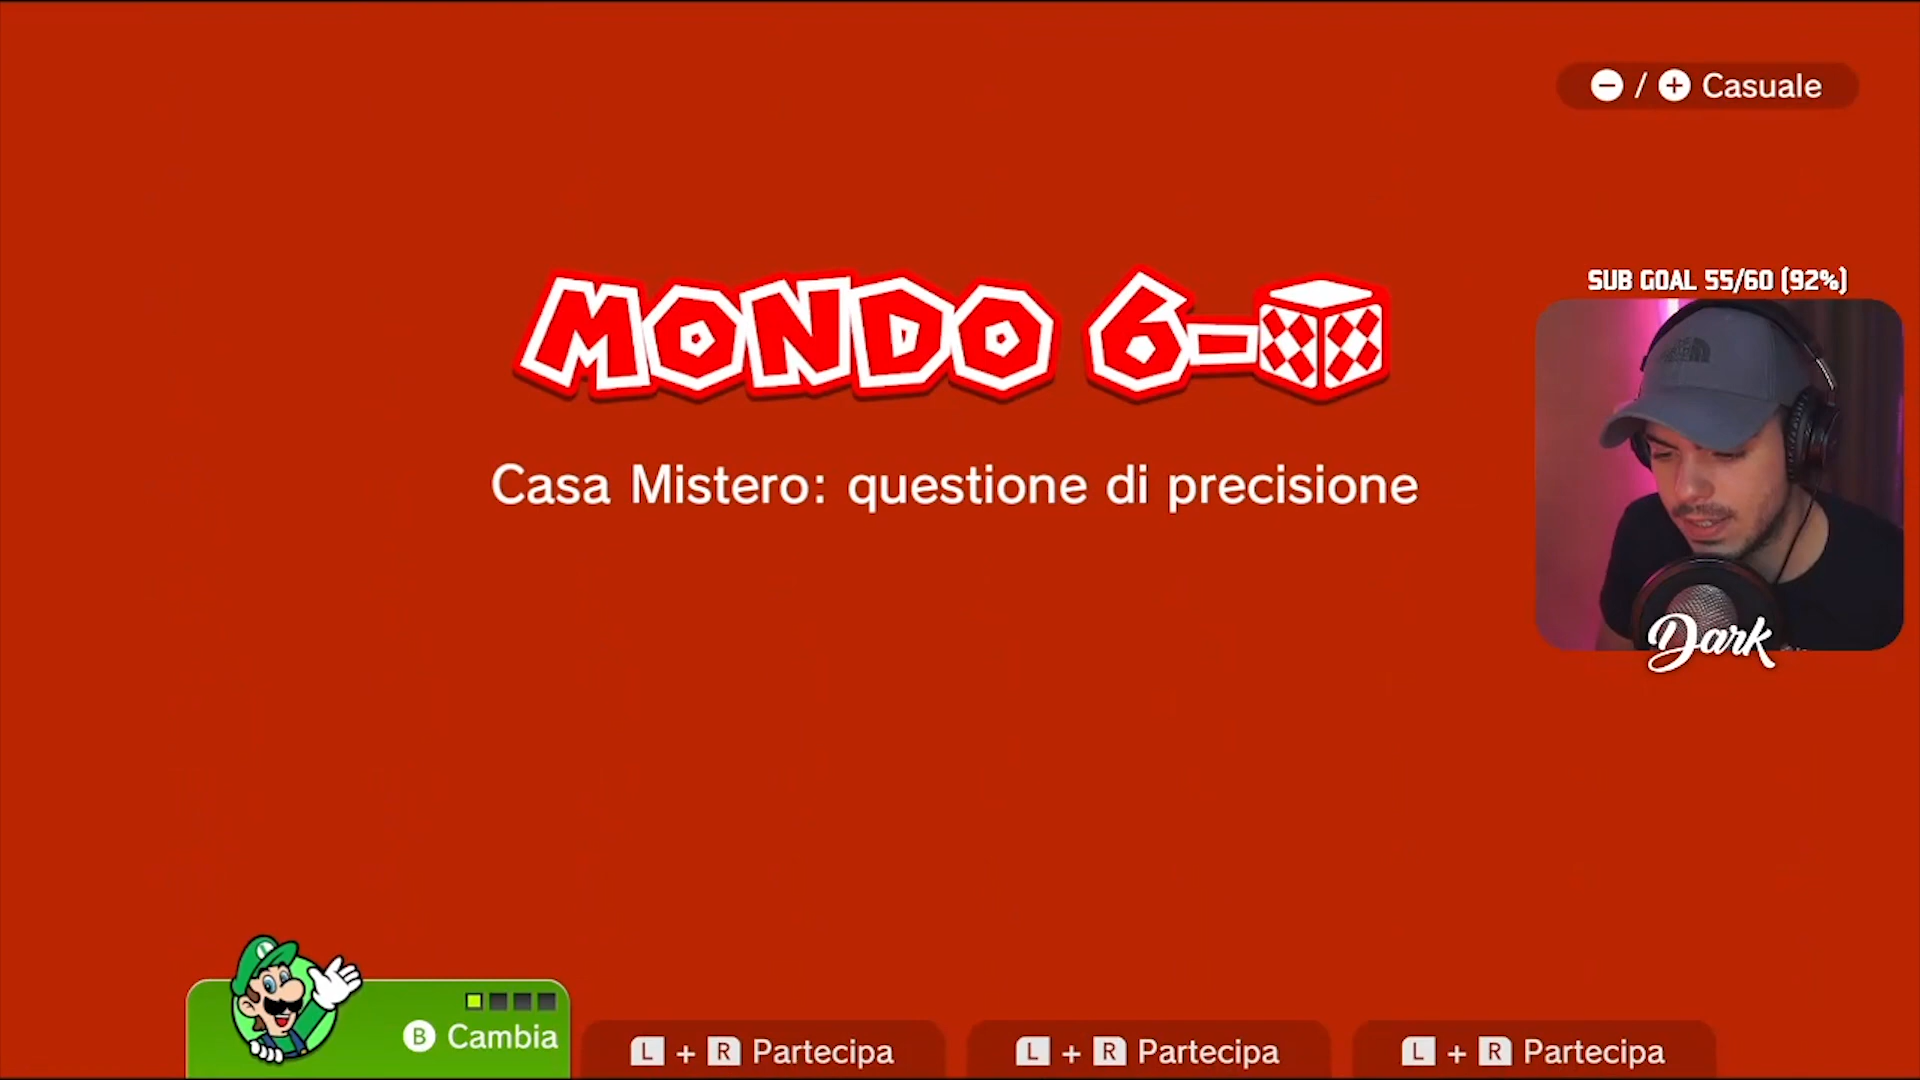 − / + Casuale
MONDO 6-
Casa Mistero: questione di precisione
SUB GOAL 55/60 (92%)
Dark
B Cambia
L + R Partecipa
L + R Partecipa
L + R Partecipa